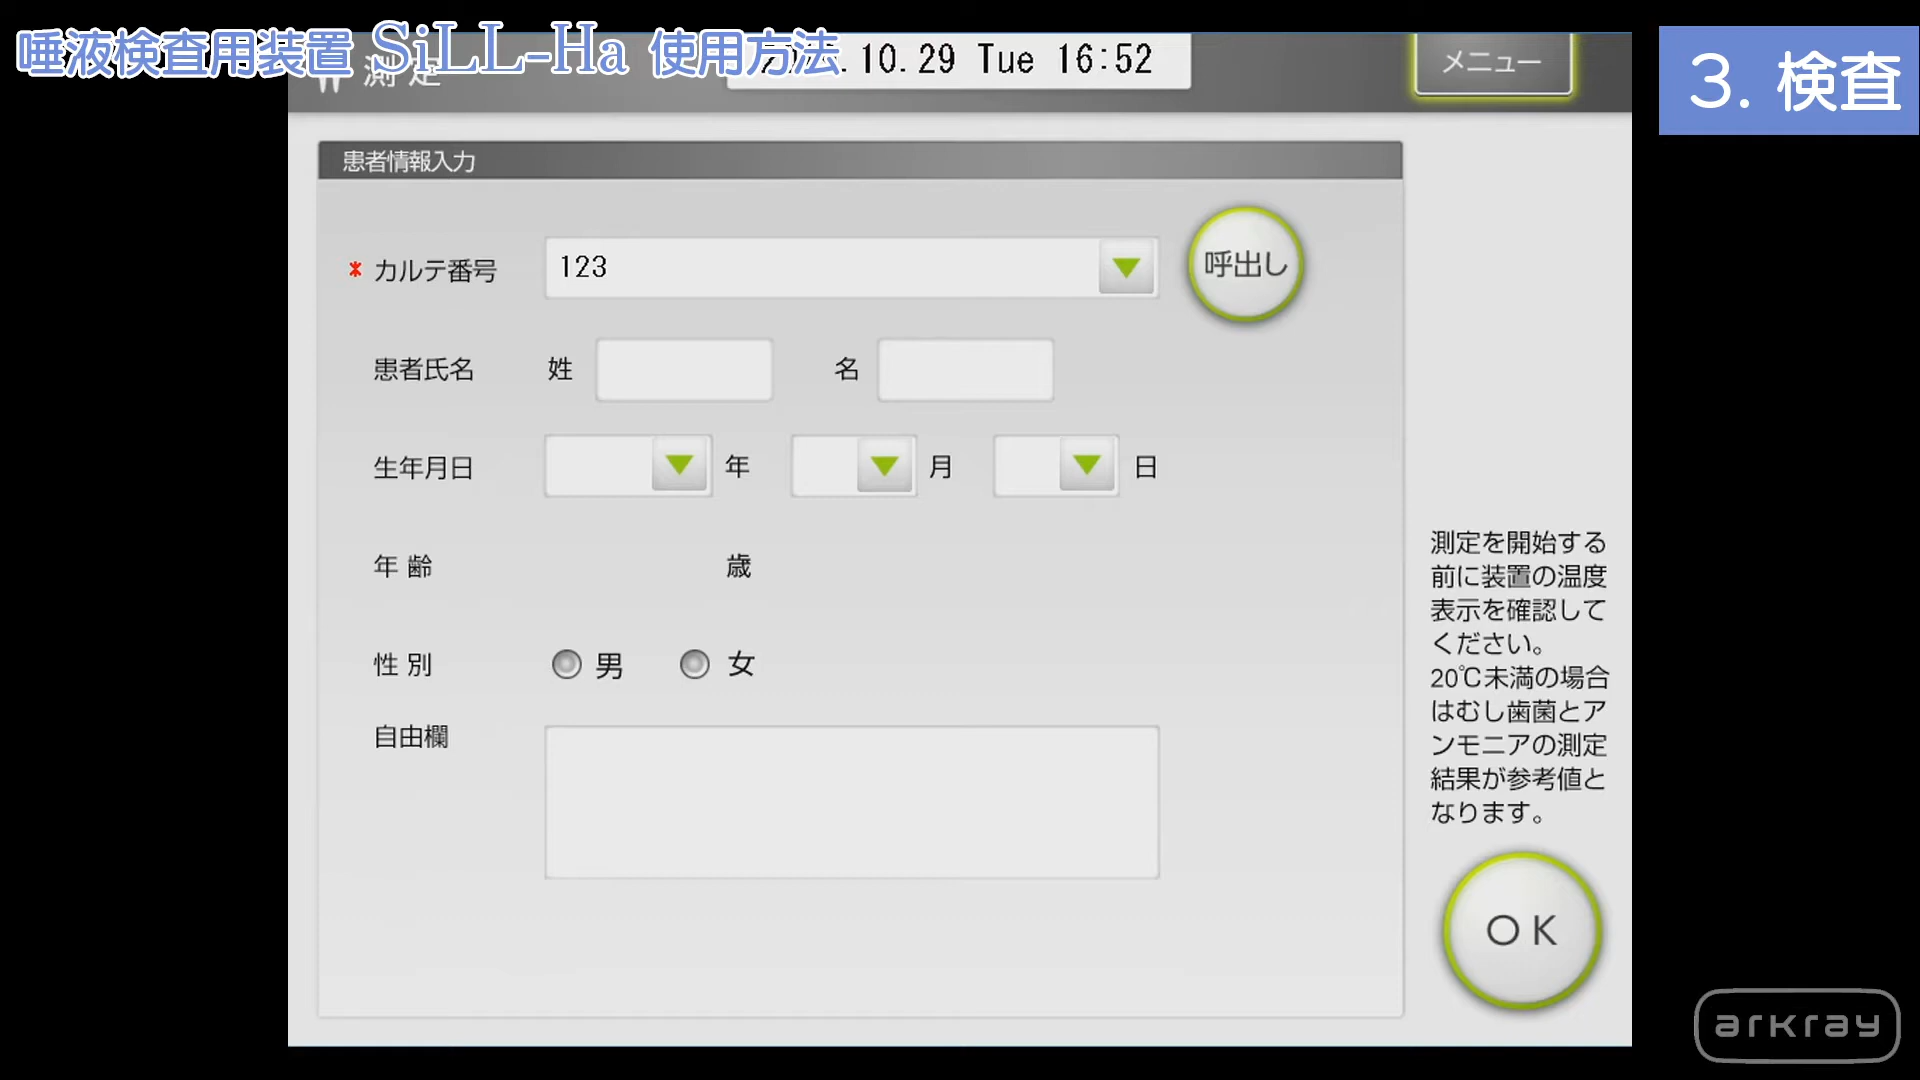 唾液検査用装置 SiLL-Ha 使用方法
測定
.10.29 Tue 16:52
メニュー
3. 検査
患者情報入力
* カルテ番号 123 呼出し
患者氏名 姓 名
生年月日 年 月 日
年齢 歳
性別 男 女
自由欄
測定を開始する
前に装置の温度
表示を確認して
ください。
20℃未満の場合
はむし歯菌とア
ンモニアの測定
結果が参考値と
なります。
OK
arkray